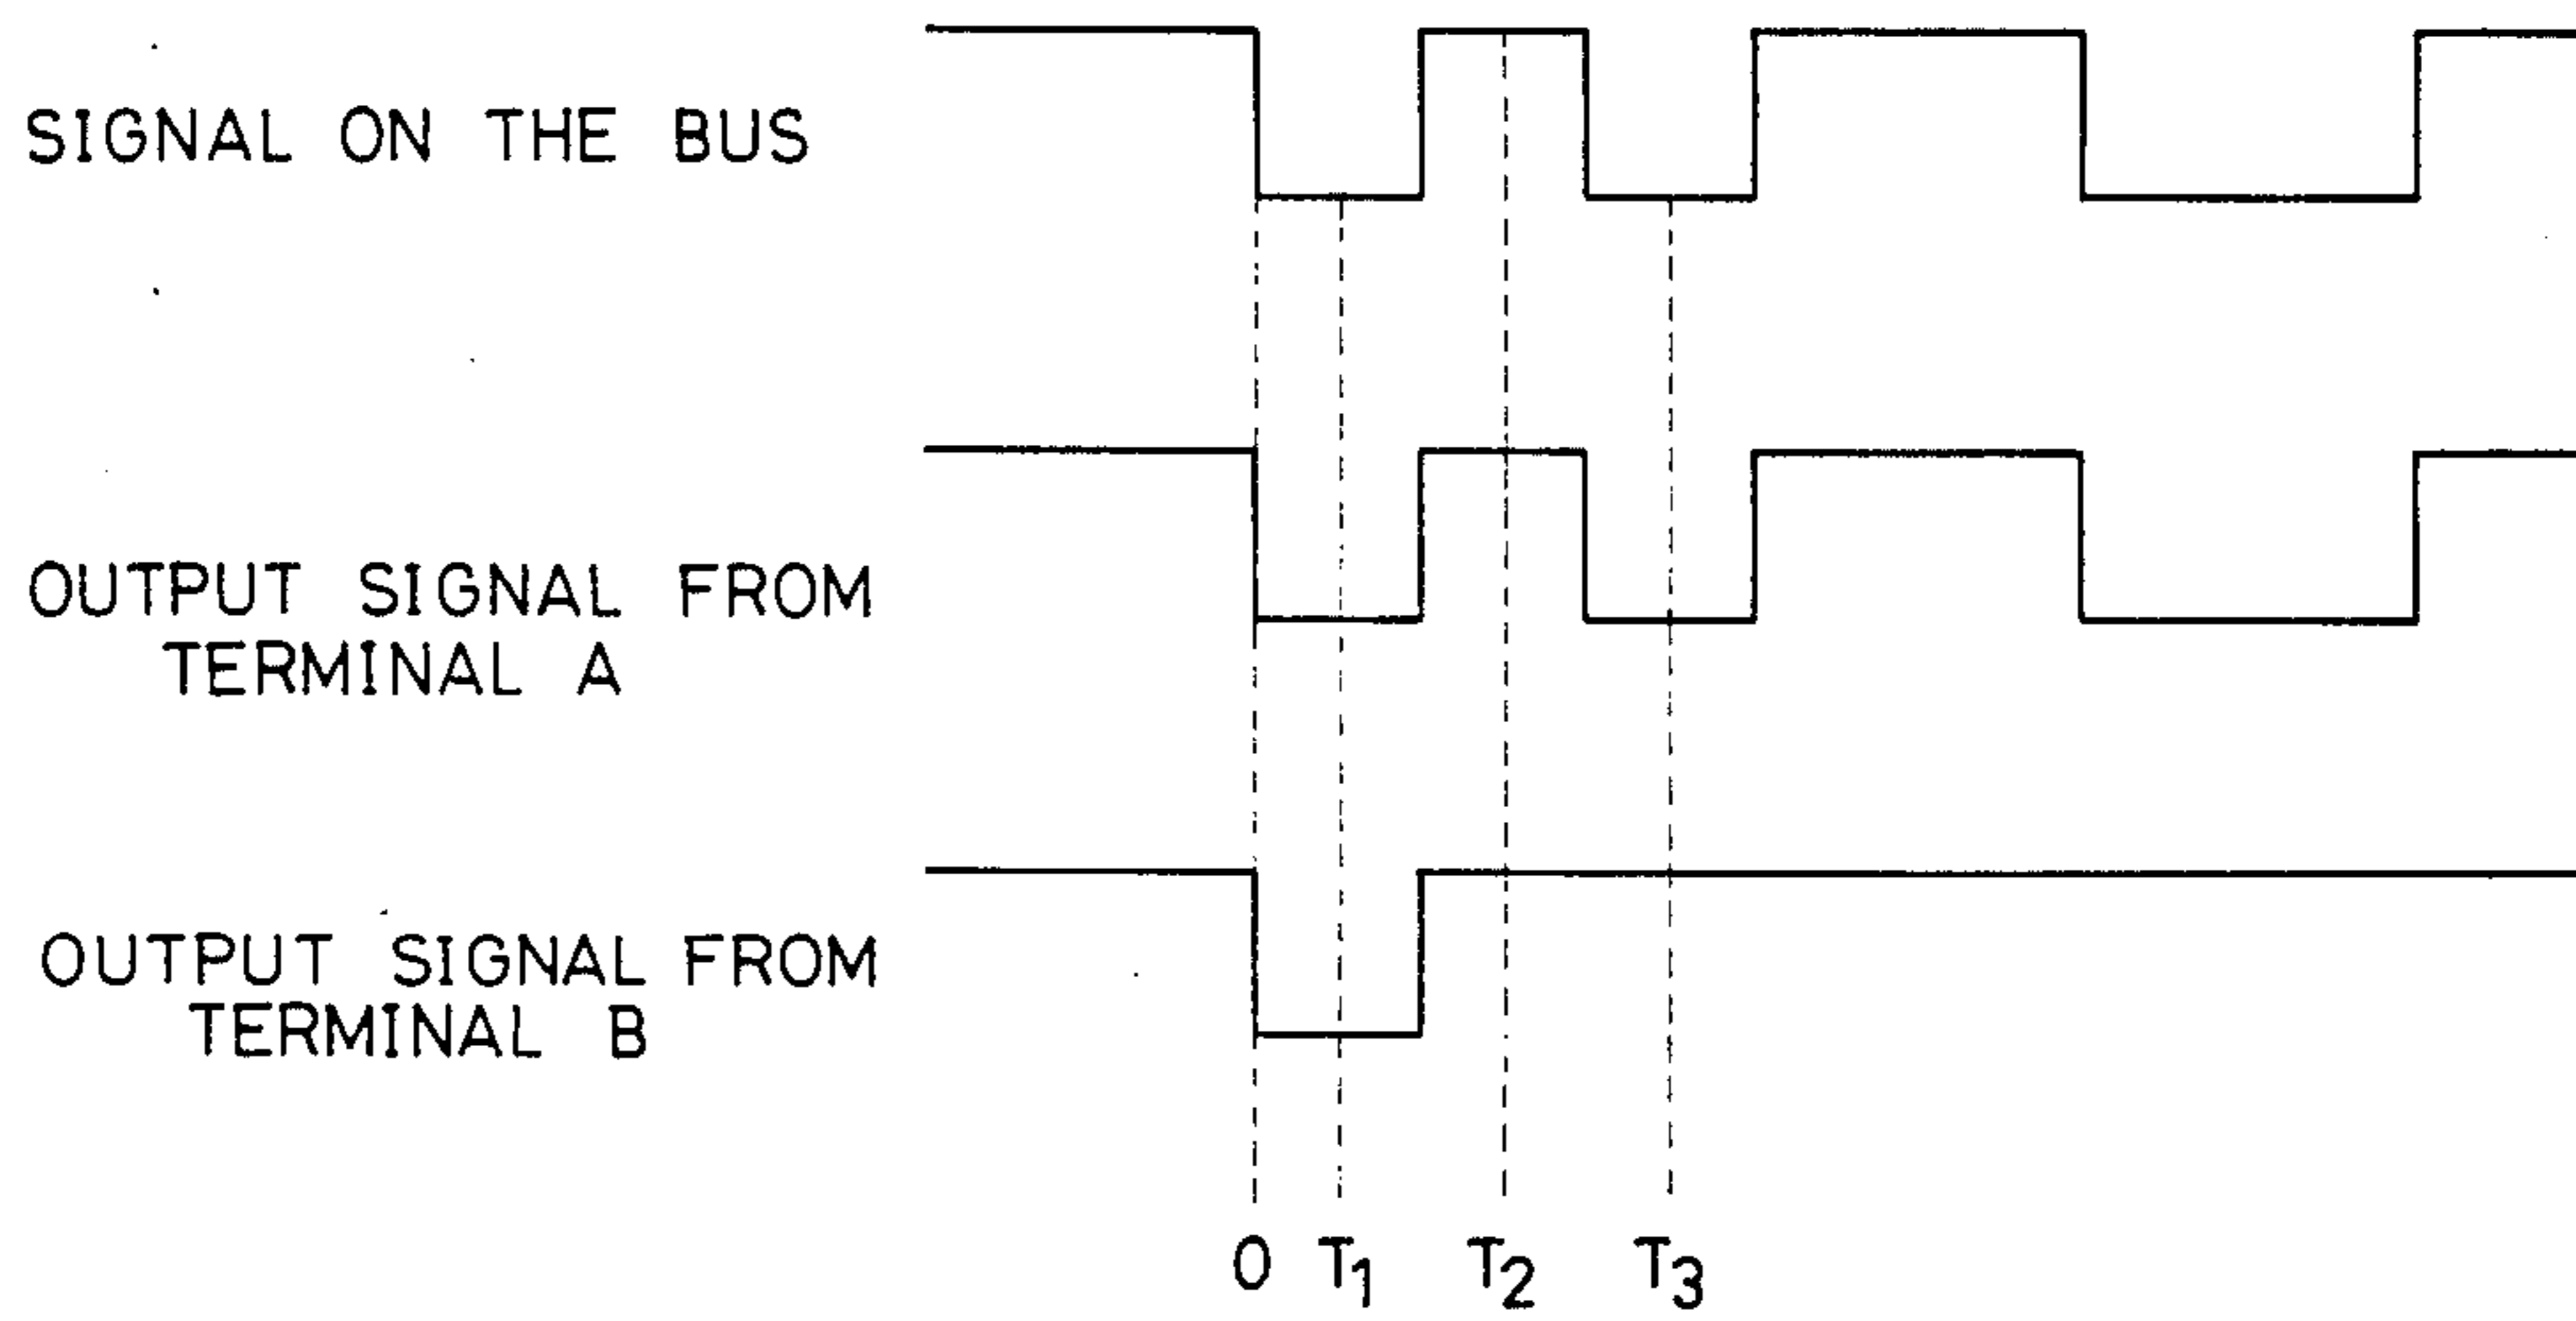 SIGNAL ON THE BUS
OUTPUT SIGNAL FROM
TERMINAL A
OUTPUT SIGNAL FROM
TERMINAL B
0 T1 T2 T3